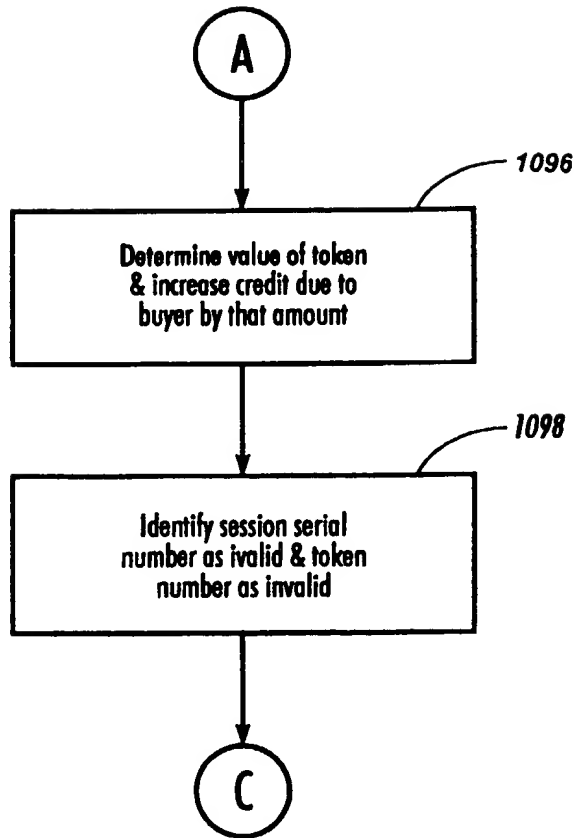 A
1096
Determine value of token
& increase credit due to
buyer by that amount
1098
Identify session serial
number as ivalid & token
number as invalid
C